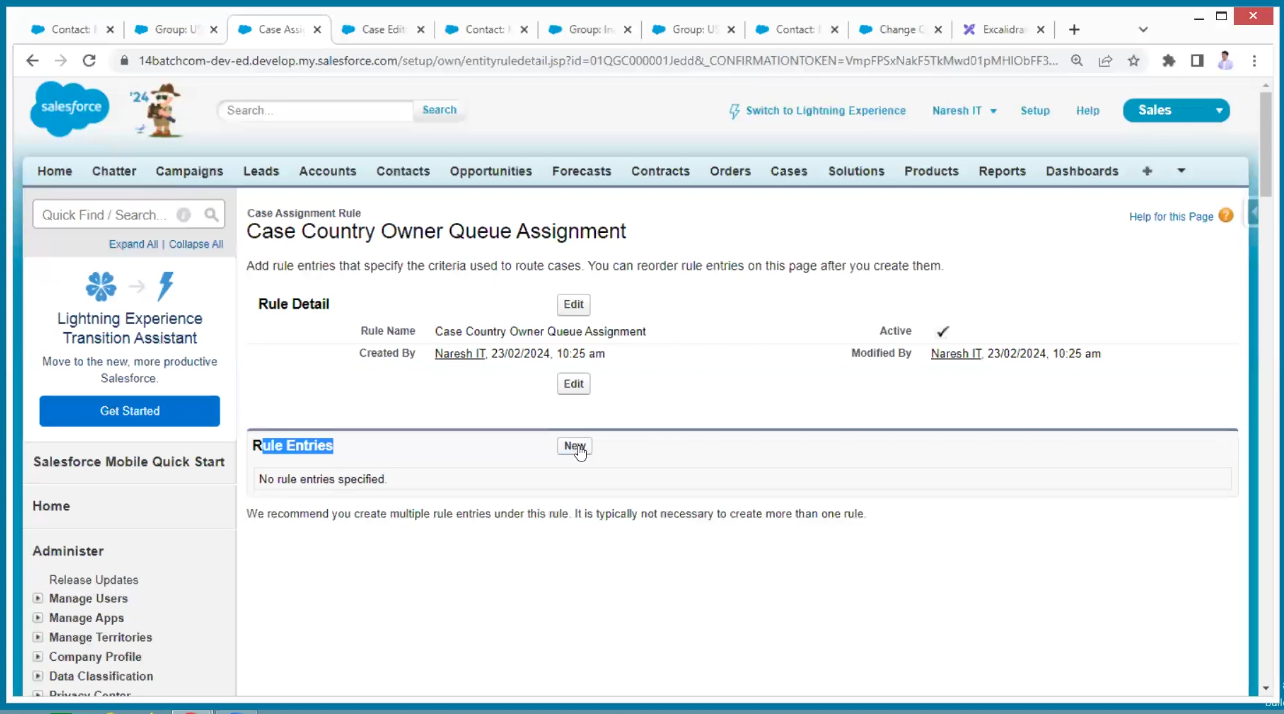 Contact: Group: US Case Assi Case Edit Contact: Group: In Group: US Contact: Change C Excalidra
14batchcom-dev-ed.develop.my.salesforce.com/setup/own/entityruledetail.jsp?id=01QGC000001Jedd&_CONFIRMATIONTOKEN=VmpFPSxNakF5TkMwd01pMHlObFF3...
salesforce
'24
Search...
Search
Switch to Lightning Experience
Naresh IT
Setup
Help
Sales
Home Chatter Campaigns Leads Accounts Contacts Opportunities Forecasts Contracts Orders Cases Solutions Products Reports Dashboards +
Quick Find / Search...
Expand All | Collapse All
Lightning Experience
Transition Assistant
Move to the new, more productive
Salesforce.
Get Started
Salesforce Mobile Quick Start
Home
Administer
Release Updates
Manage Users
Manage Apps
Manage Territories
Company Profile
Data Classification
Privacy Center
Case Assignment Rule
Case Country Owner Queue Assignment
Help for this Page ?
Add rule entries that specify the criteria used to route cases. You can reorder rule entries on this page after you create them.
Rule Detail
Edit
Rule Name Case Country Owner Queue Assignment Active ✓
Created By Naresh IT, 23/02/2024, 10:25 am Modified By Naresh IT, 23/02/2024, 10:25 am
Edit
Rule Entries
New
No rule entries specified.
We recommend you create multiple rule entries under this rule. It is typically not necessary to create more than one rule.